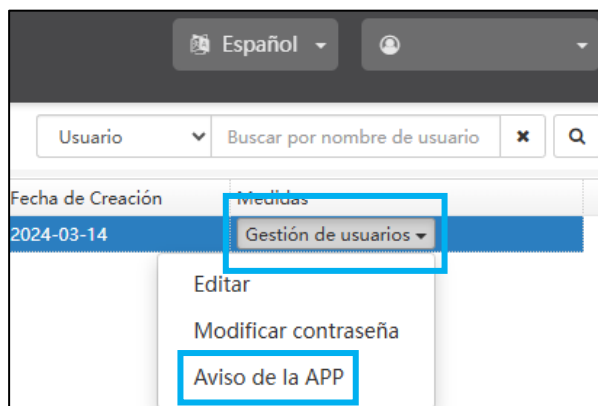 Español
Usuario Buscar por nombre de usuario
Fecha de Creación Medidas
2024-03-14 Gestión de usuarios
Editar
Modificar contraseña
Aviso de la APP